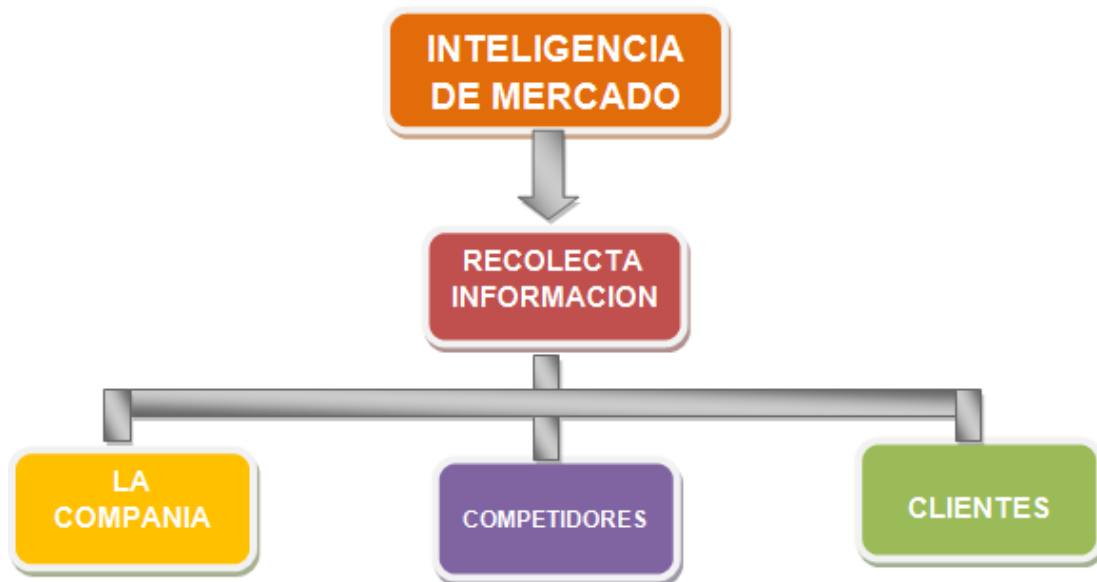 INTELIGENCIA
DE MERCADO
RECOLECTA
INFORMACION
LA
COMPANIA
COMPETIDORES
CLIENTES